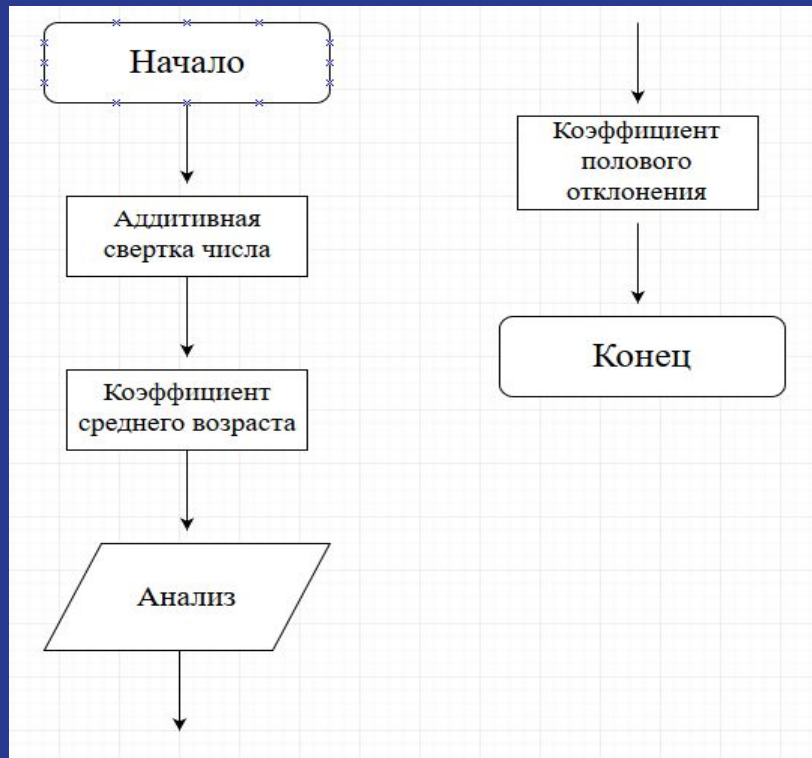 Начало
Аддитивная
свертка числа
Коэффициент
среднего возраста
Анализ
Коэффициент
полового
отклонения
Конец